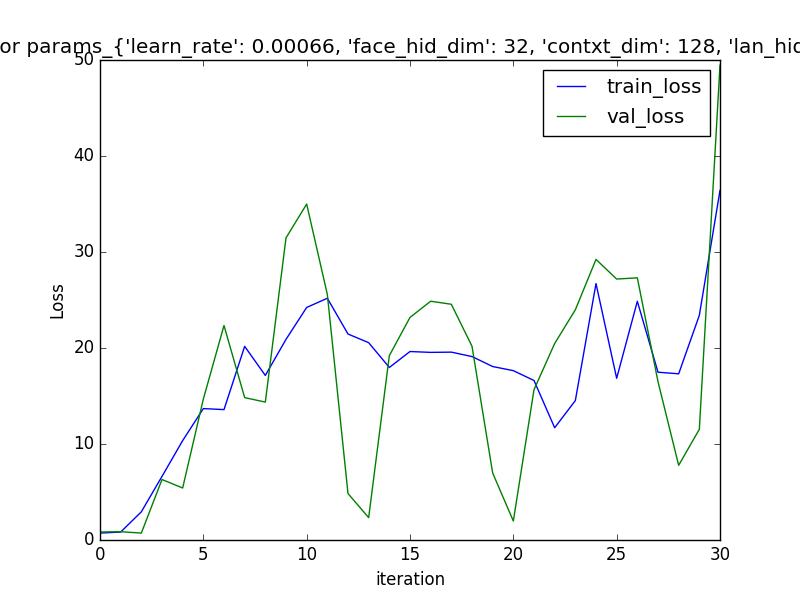 or params_{'learn_rate': 0.00066, 'face_hid_dim': 32, 'contxt_dim': 128, 'lan_hid
train_loss
val_loss
50
40
30
20
10
0
Loss
0 5 10 15 20 25 30
iteration